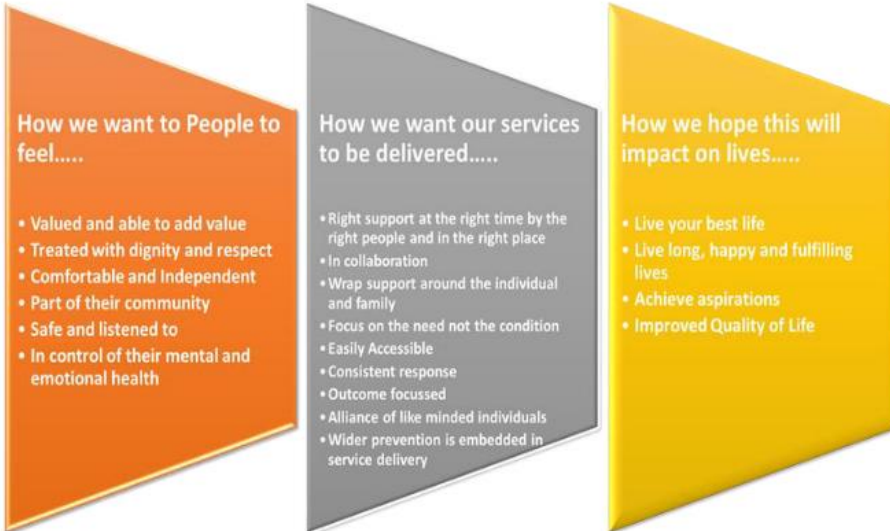 How we want to People to
feel.....
• Valued and able to add value
• Treated with dignity and respect
• Comfortable and Independent
• Part of their community
• Safe and listened to
• In control of their mental and
emotional health
How we want our services
to be delivered.....
• Right support at the right time by the
right people and in the right place
• In collaboration
• Wrap support around the individual
and family
• Focus on the need not the condition
• Easily Accessible
• Consistent response
• Outcome focussed
• Alliance of like minded individuals
• Wider prevention is embedded in
service delivery
How we hope this will
impact on lives.....
• Live your best life
• Live long, happy and fulfilling
lives
• Achieve aspirations
• Improved Quality of Life